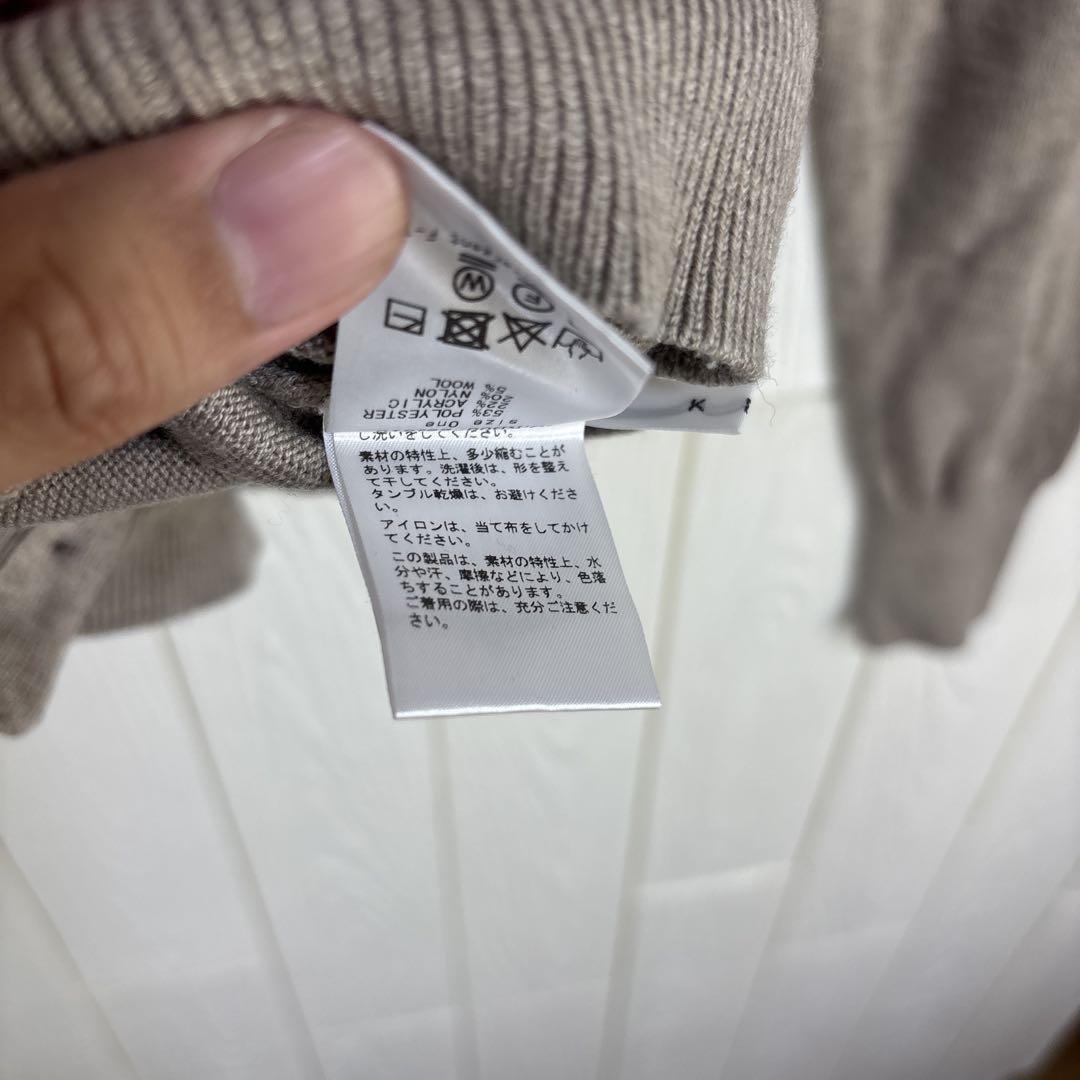 ant Fr
W
F
WOOL
5%
NYLON
20%
ACRYLIC
22%
53% POLYESTER
size One
K
し洗いをしてください。
素材の特性上、多少縮むことが
あります。洗濯後は、形を整え
て干してください。
タンブル乾燥は、お避けくださ
い。
アイロンは、当て布をしてかけ
てください。
この製品は、素材の特性上、水
分や汗、摩擦などにより、色落
ちすることがあります。
ご着用の際は、充分ご注意くだ
さい。